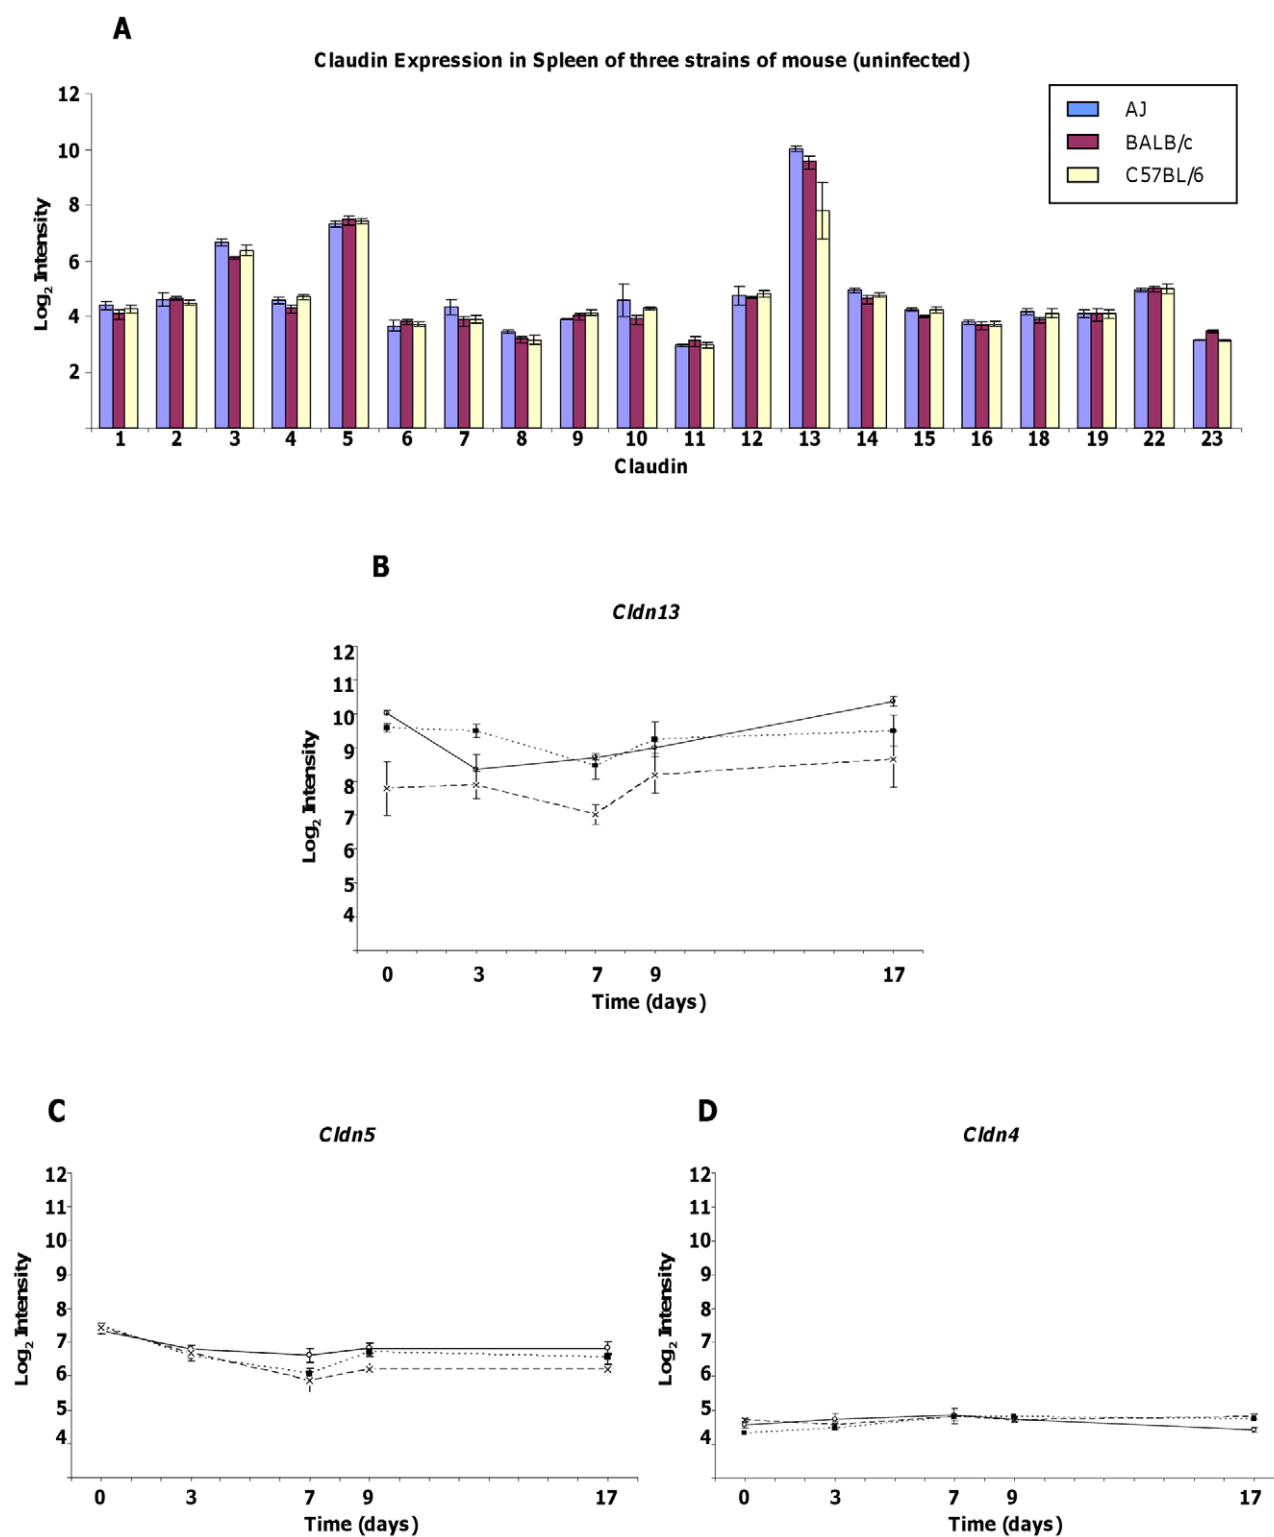 A
Claudin Expression in Spleen of three strains of mouse (uninfected)
12
10
8
6
4
2
Log2 Intensity
AJ
BALB/c
C57BL/6
1 2 3 4 5 6 7 8 9 10 11 12 13 14 15 16 18 19 22 23
Claudin
B
Cldn13
12
11
10
9
8
7
6
5
4
Log2 Intensity
0 3 7 9 17
Time (days)
C
Cldn5
12
11
10
9
8
7
6
5
4
Log2 Intensity
0 3 7 9 17
Time (days)
D
Cldn4
12
11
10
9
8
7
6
5
4
Log2 Intensity
0 3 7 9 17
Time (days)